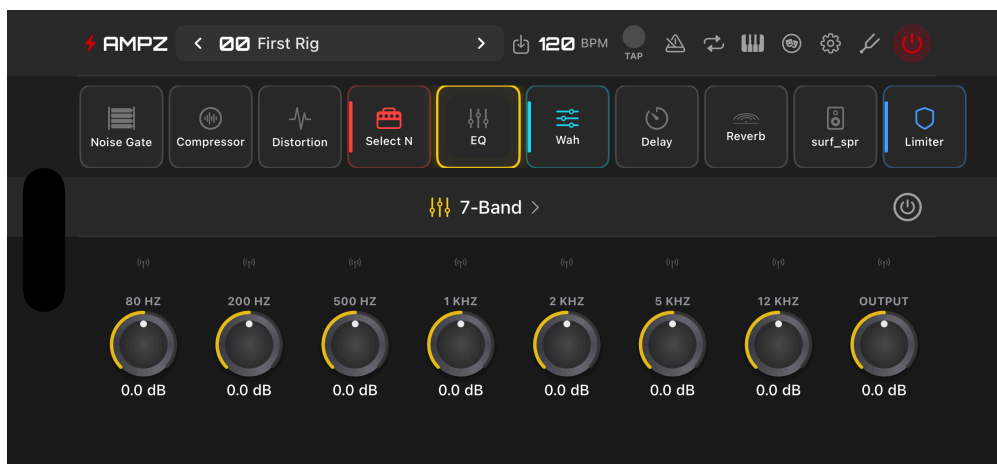 AMPZ
00 First Rig
120 BPM
TAP
Noise Gate
Compressor
Distortion
Select N
EQ
Wah
Delay
Reverb
surf_spr
Limiter
7-Band
80 HZ
200 HZ
500 HZ
1 KHZ
2 KHZ
5 KHZ
12 KHZ
OUTPUT
0.0 dB
0.0 dB
0.0 dB
0.0 dB
0.0 dB
0.0 dB
0.0 dB
0.0 dB